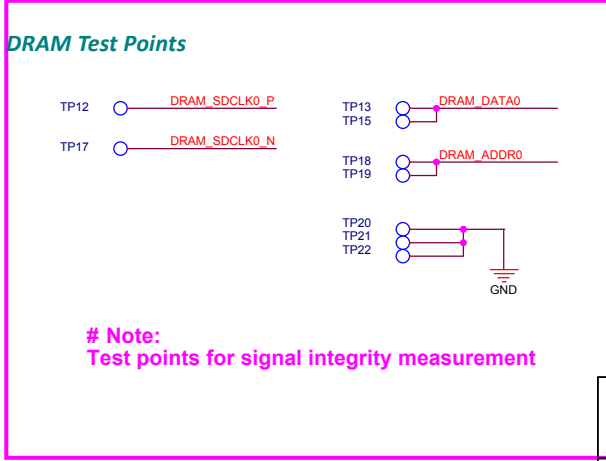 DRAM Test Points
TP12 DRAM_SDCLK0_P
TP17 DRAM_SDCLK0_N
TP13 DRAM_DATA0
TP15
TP18 DRAM_ADDR0
TP19
TP20
TP21
TP22
GND
# Note:
Test points for signal integrity measurement